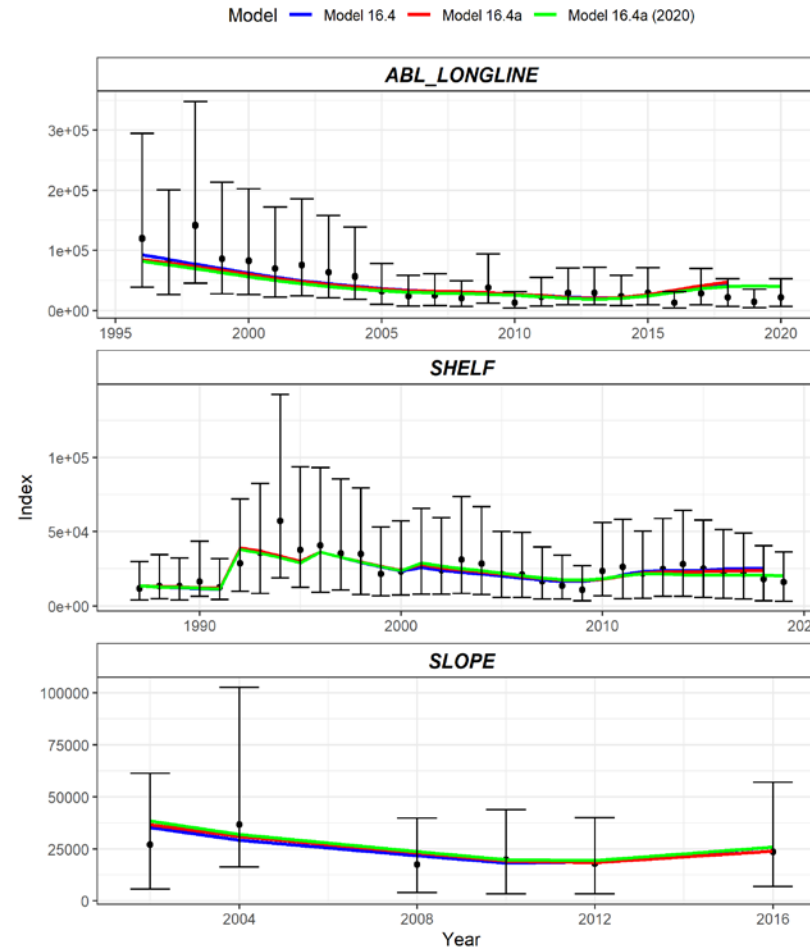 Model Model 16.4 Model 16.4a Model 16.4a (2020)
ABL_LONGLINE
3e+05
2e+05
1e+05
0e+00
1995 2000 2005 2010 2015 2020
SHELF
1e+05
5e+04
0e+00
1990 2000 2010 202
Index
SLOPE
100000
75000
50000
25000
0
2004 2008 2012 2016
Year